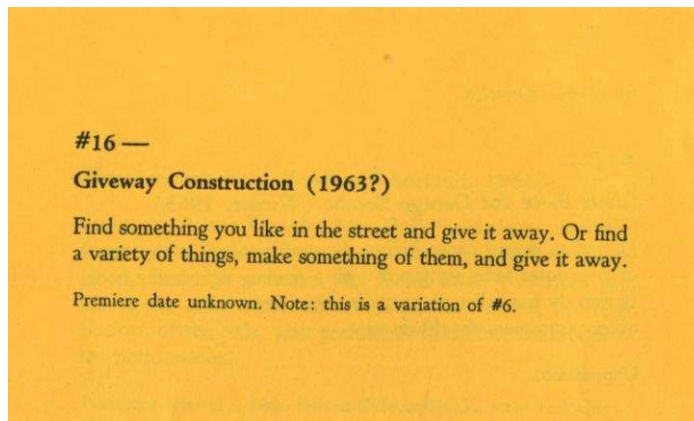 #16 —
Giveway Construction (1963?)
Find something you like in the street and give it away. Or find
a variety of things, make something of them, and give it away.
Premiere date unknown. Note: this is a variation of #6.